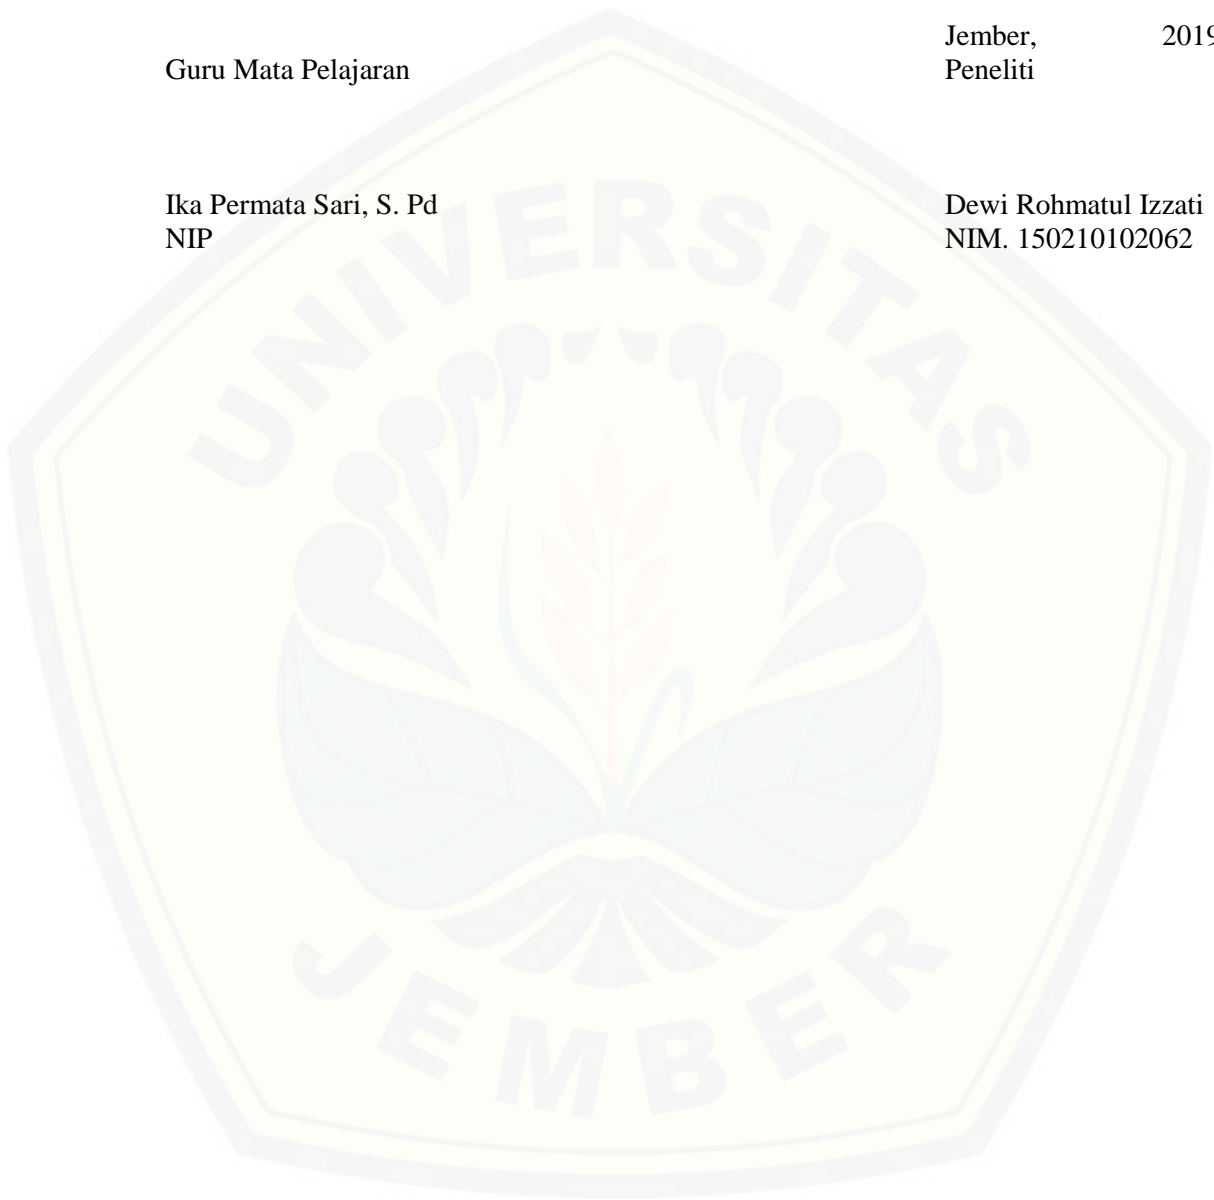 Jember, 2019
Guru Mata Pelajaran Peneliti
Ika Permata Sari, S. Pd Dewi Rohmatul Izzati
NIP NIM. 150210102062
UNIVERSITAS
JEMBER